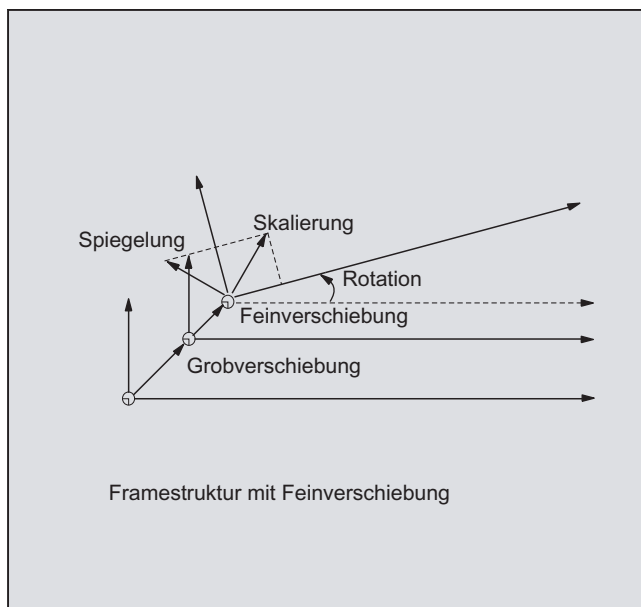 Skalierung
Spiegelung
Rotation
Feinverschiebung
Grobverschiebung
Framestruktur mit Feinverschiebung